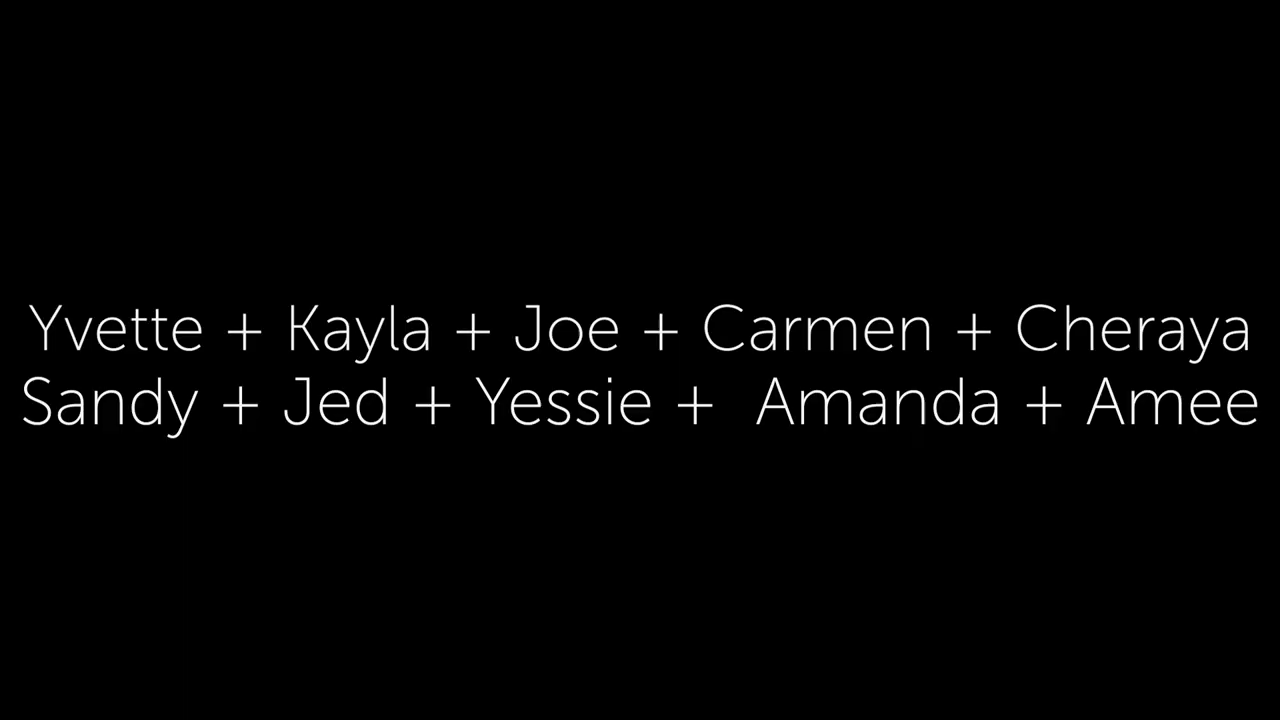 Yvette + Kayla + Joe + Carmen + Cheraya
Sandy + Jed + Yessie +  Amanda + Amee